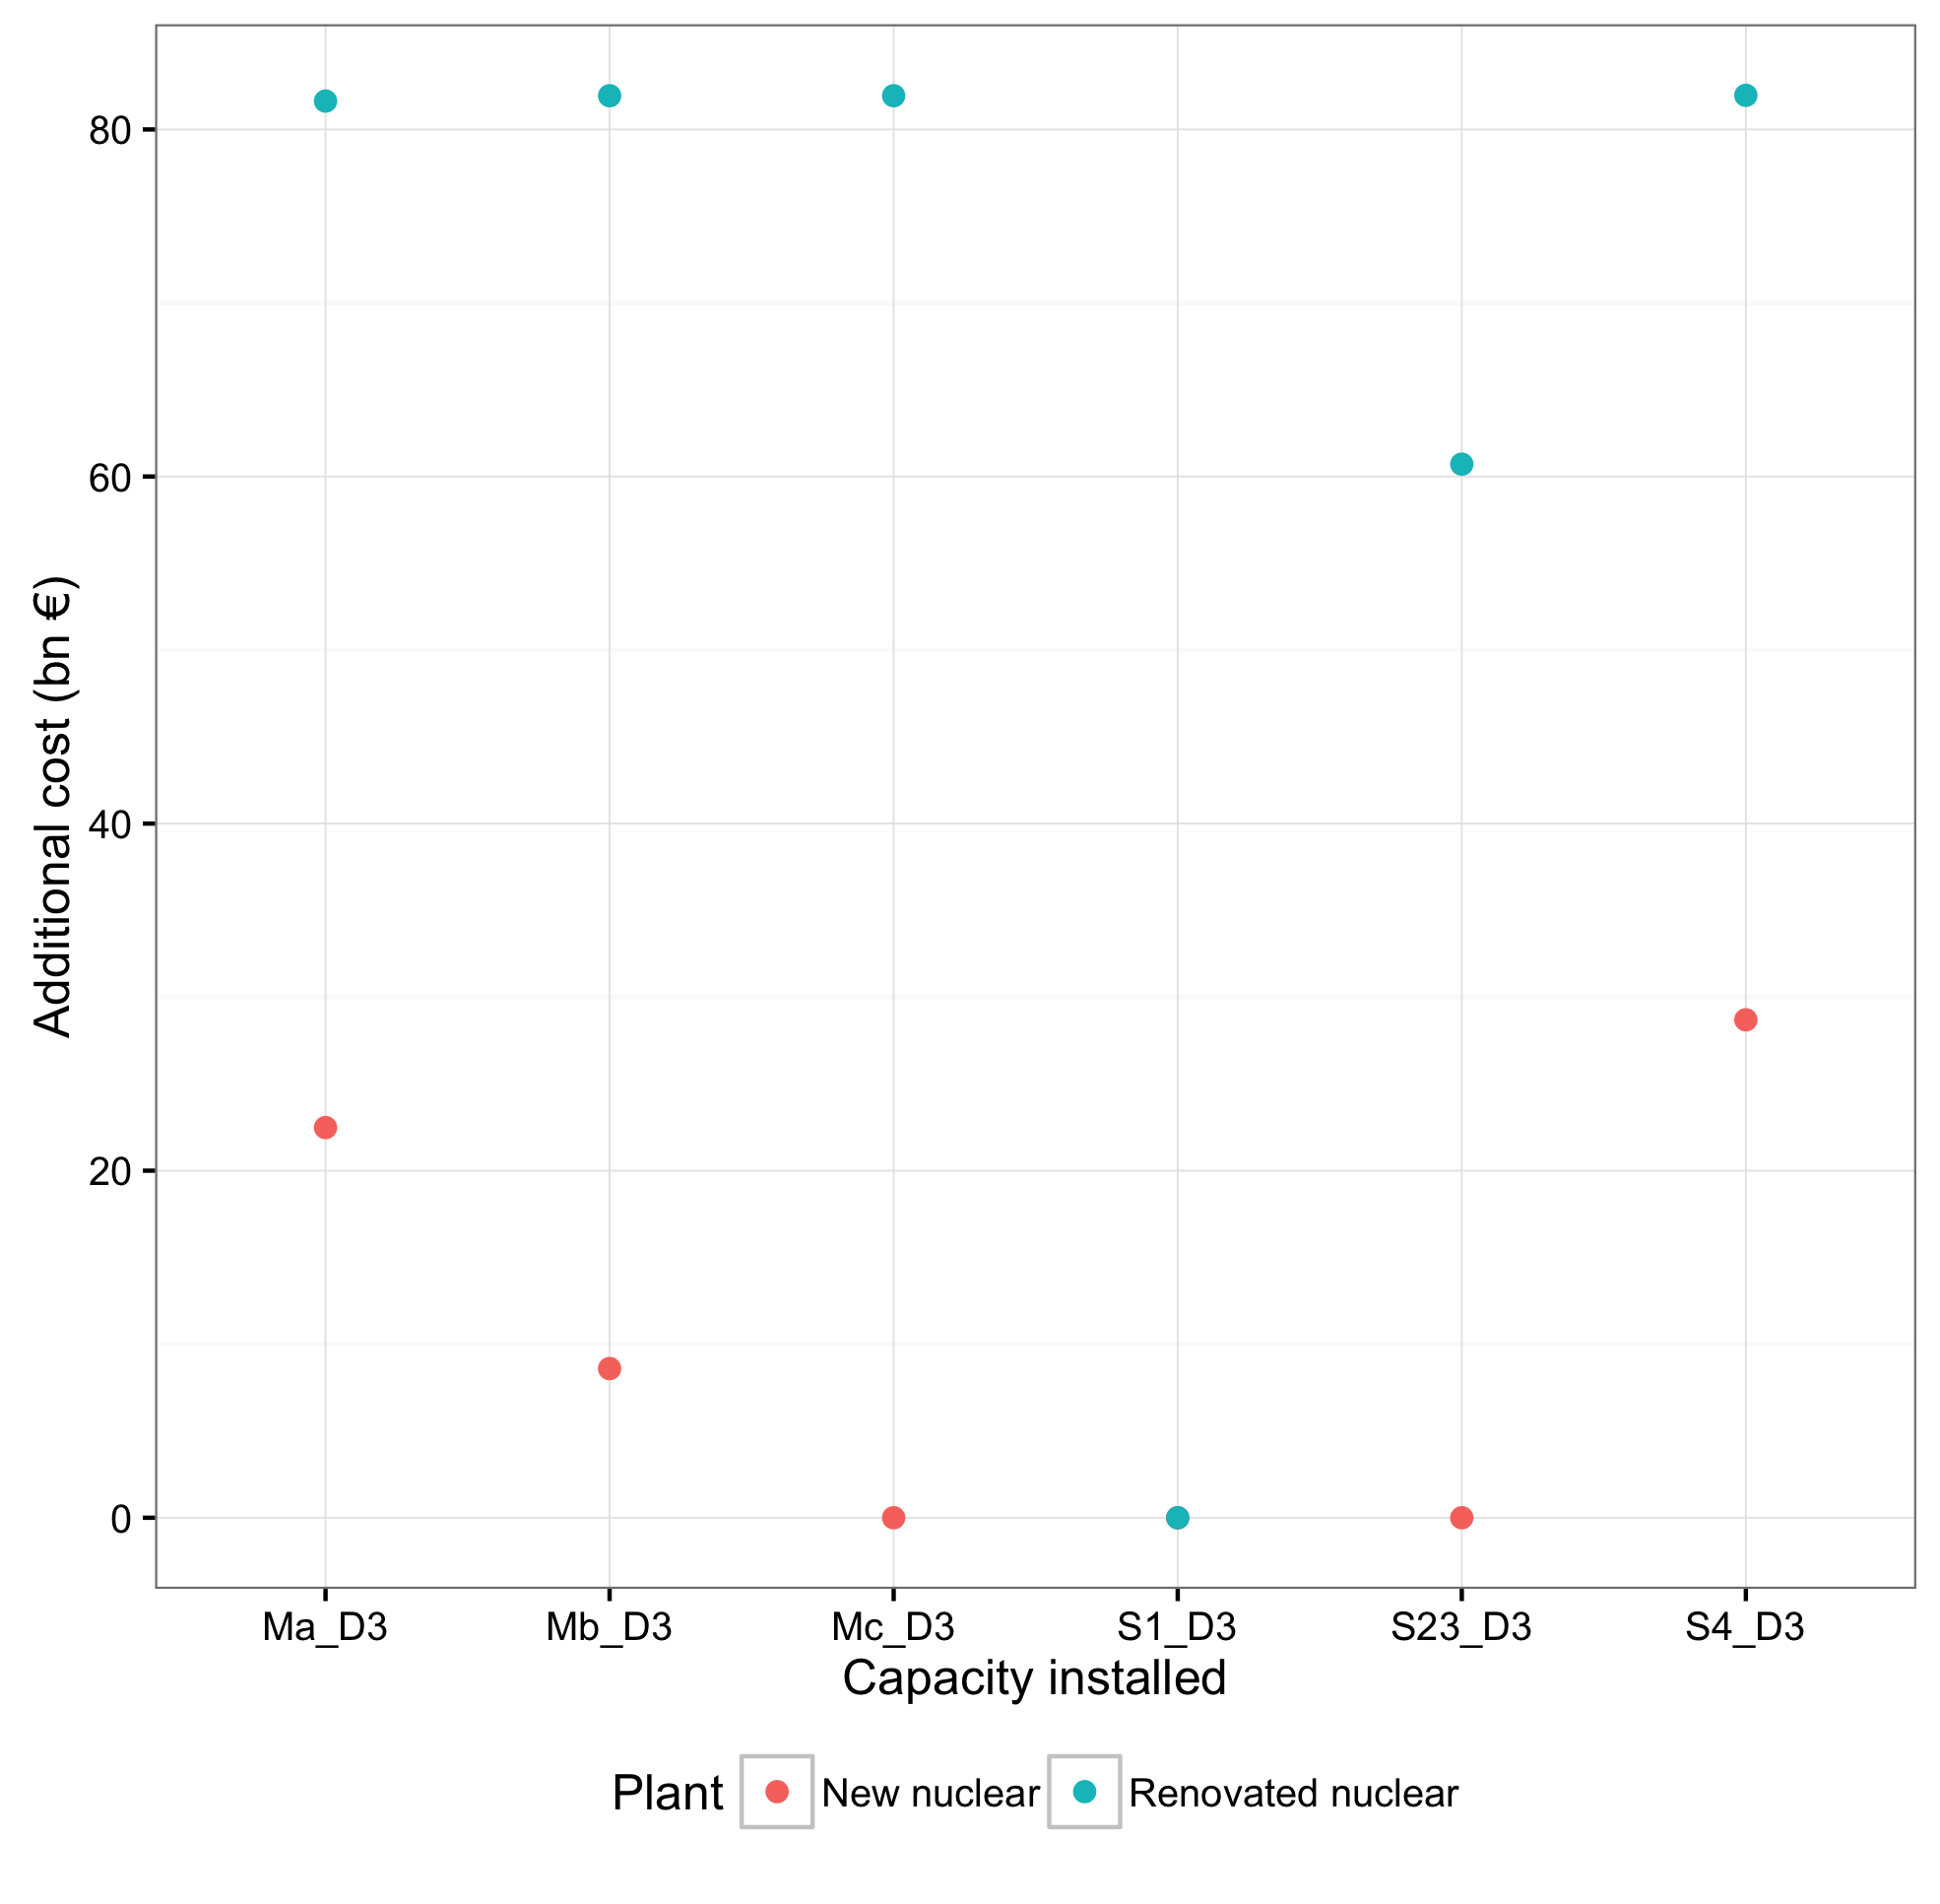 80
60
40
20
0
Additional cost (bn €)
Ma_D3 Mb_D3 Mc_D3 S1_D3 S23_D3 S4_D3
Capacity installed
Plant New nuclear Renovated nuclear